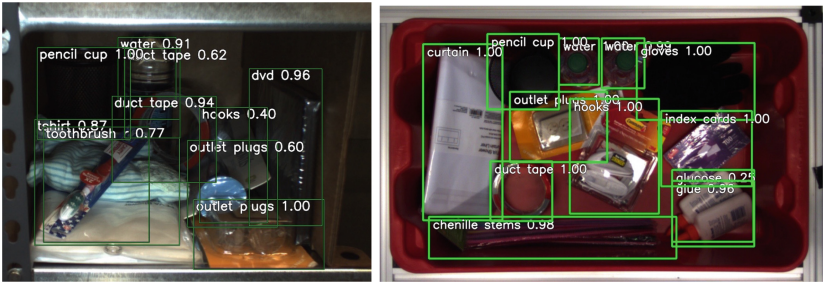 water 0.91
pencil cup 1.00
duct tape 0.62
dvd 0.96
duct tape 0.94
hooks 0.40
tshirt 0.87
toothbrush 0.77
outlet plugs 0.60
outlet plugs 1.00
pencil cup 1.00
water 1.00
water 0.99
gloves 1.00
curtain 1.00
outlet plugs 1.00
hooks 1.00
index cards 1.00
duct tape 1.00
glucose 0.25
glue 0.96
chenille stems 0.98